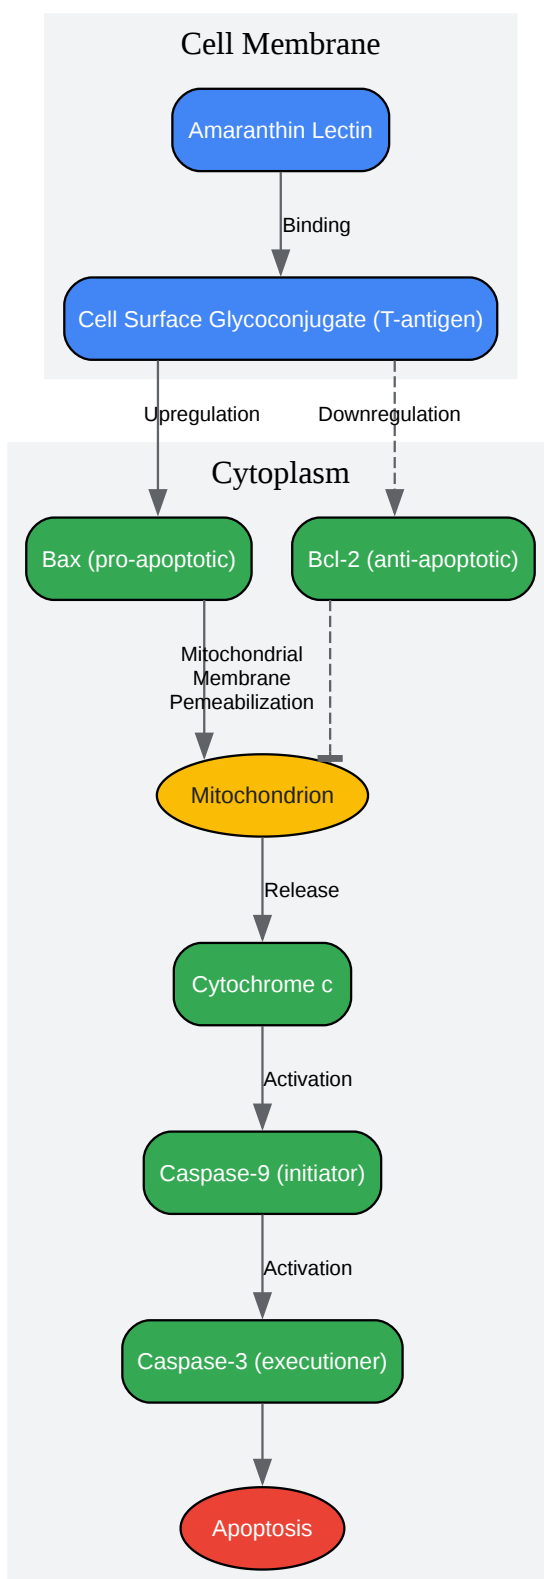 Cell Membrane
Amaranthin Lectin
Binding
Cell Surface Glycoconjugate (T-antigen)
Upregulation
Downregulation
Cytoplasm
Bax (pro-apoptotic)
Bcl-2 (anti-apoptotic)
Mitochondrial
Membrane
Pemeabilization
Mitochondrion
Release
Cytochrome c
Activation
Caspase-9 (initiator)
Activation
Caspase-3 (executioner)
Apoptosis